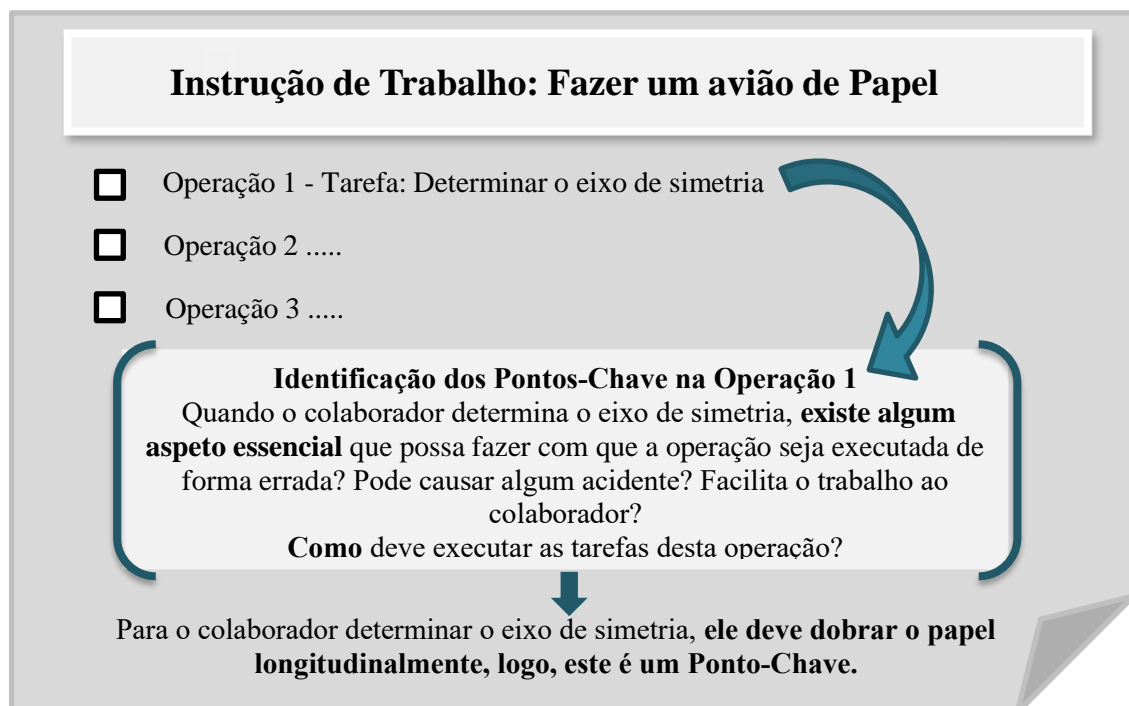 Instrução de Trabalho: Fazer um avião de Papel
Operação 1 - Tarefa: Determinar o eixo de simetria
Operação 2 .....
Operação 3 .....
Identificação dos Pontos-Chave na Operação 1
Quando o colaborador determina o eixo de simetria, existe algum
aspeto essencial que possa fazer com que a operação seja executada de
forma errada? Pode causar algum acidente? Facilita o trabalho ao
colaborador?
Como deve executar as tarefas desta operação?
Para o colaborador determinar o eixo de simetria, ele deve dobrar o papel
longitudinalmente, logo, este é um Ponto-Chave.